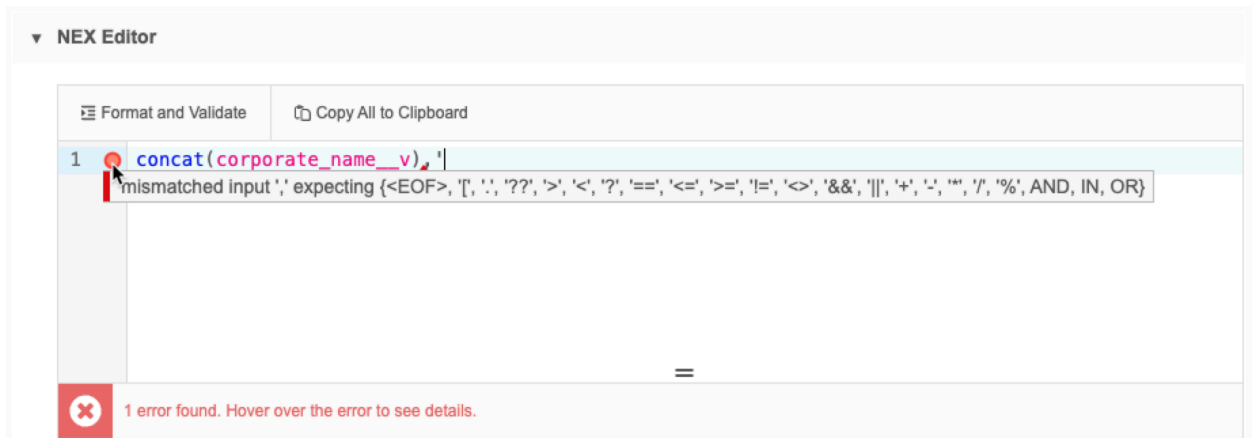 NEX Editor
Format and Validate Copy All to Clipboard
1 concat(corporate_name__v),'
mismatched input ',' expecting {<EOF>, '[', '.', '??', '>', '<', '?', '==', '<=', '>=', '!=', '<>', '&&', '||', '+', '-', '*', '/', '%', AND, IN, OR}
1 error found. Hover over the error to see details.